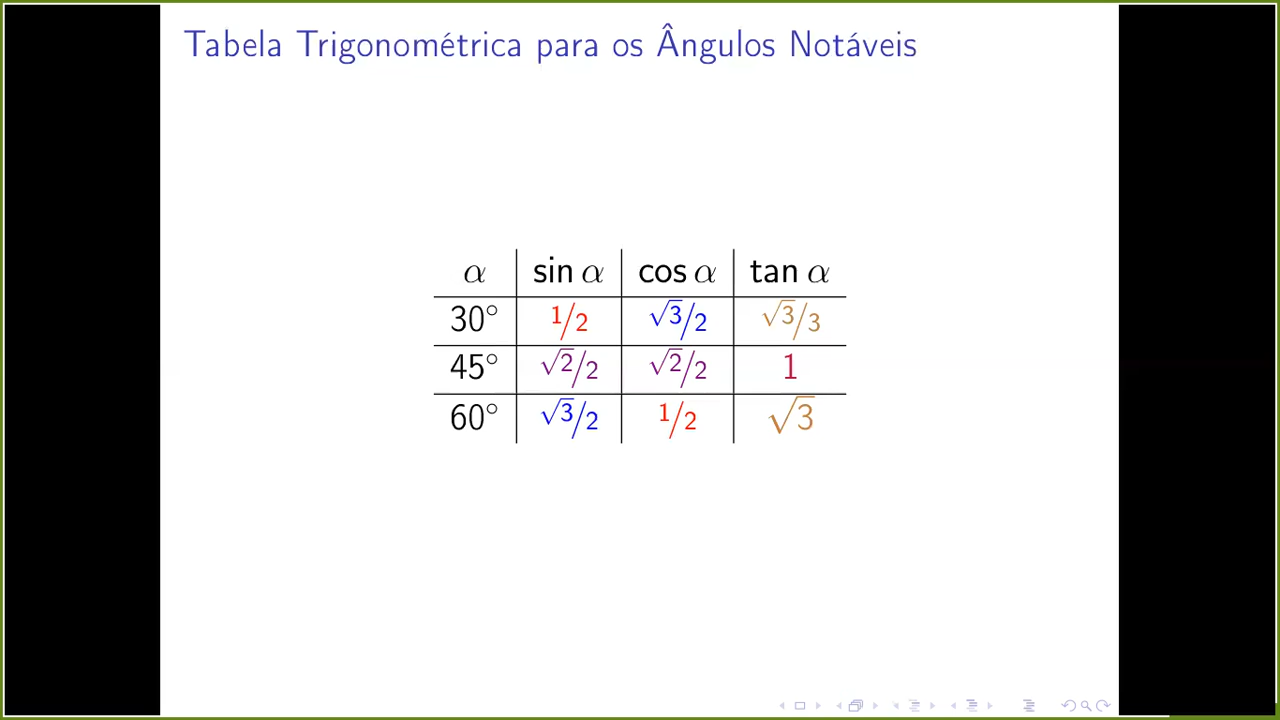 Tabela Trigonométrica para os Ângulos Notáveis
α sin α cos α tan α
30° 1/2 √3/2 √3/3
45° √2/2 √2/2 1
60° √3/2 1/2 √3